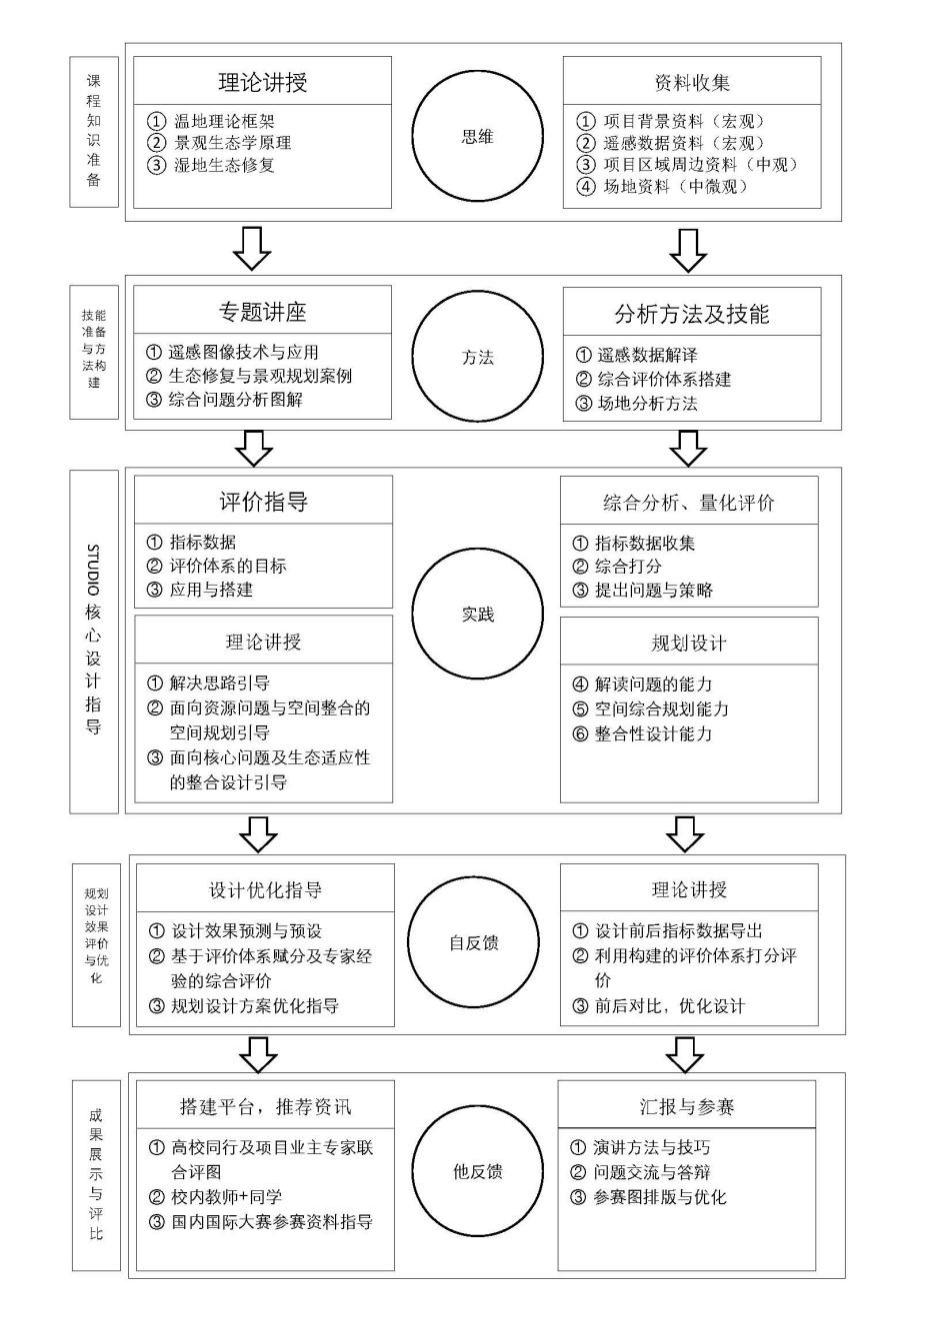 课程知识准备
理论讲授
① 温地理论框架
② 景观生态学原理
③ 湿地生态修复
思维
资料收集
① 项目背景资料（宏观）
② 遥感数据资料（宏观）
③ 项目区域周边资料（中观）
④ 场地资料（中微观）
技能
准备
与方
法构
建
专题讲座
① 遥感图像技术与应用
② 生态修复与景观规划案例
③ 综合问题分析图解
方法
分析方法及技能
① 遥感数据解译
② 综合评价体系搭建
③ 场地分析方法
STUDIO核心设计指导
评价指导
① 指标数据
② 评价体系的目标
③ 应用与搭建
理论讲授
① 解决思路引导
② 面向资源问题与空间整合的
空间规划引导
③ 面向核心问题及生态适应性
的整合设计引导
实践
综合分析、量化评价
① 指标数据收集
② 综合打分
③ 提出问题与策略
规划设计
④ 解读问题的能力
⑤ 空间综合规划能力
⑥ 整合性设计能力
规划
设计
效果
评价
与优
化
设计优化指导
① 设计效果预测与预设
② 基于评价体系赋分及专家经
验的综合评价
③ 规划设计方案优化指导
自反馈
理论讲授
① 设计前后指标数据导出
② 利用构建的评价体系打分评
价
③ 前后对比，优化设计
成果展示与评比
搭建平台，推荐资讯
① 高校同行及项目业主专家联
合评图
② 校内教师+同学
③ 国内国际大赛参赛资料指导
他反馈
汇报与参赛
① 演讲方法与技巧
② 问题交流与答辩
③ 参赛图排版与优化